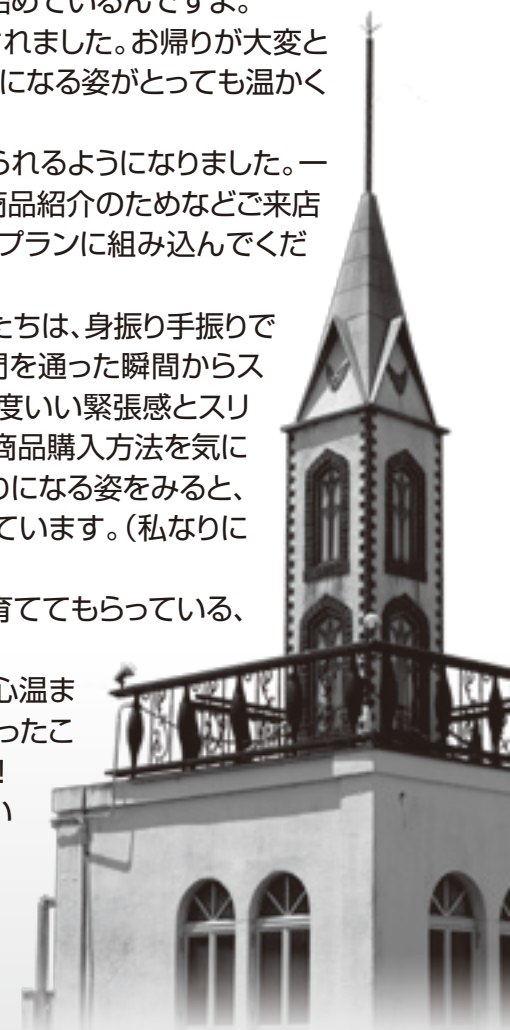 始めているんですよ。
されました。お帰りが大変と
になる姿がとっても温かく
られるようになりました。一
商品紹介のためなどご来店
プランに組み込んでくだ
たちは、身振り手振りで
門を通った瞬間からス
度いい緊張感とスリ
商品購入方法を気に
りになる姿をみると、
ています。(私なりに
育ててもらっている、
心温ま
ったこ
!
い